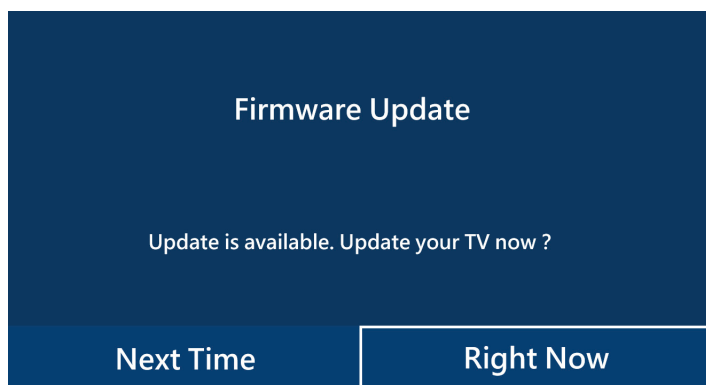 Firmware Update
Update is available. Update your TV now ?
Next Time
Right Now